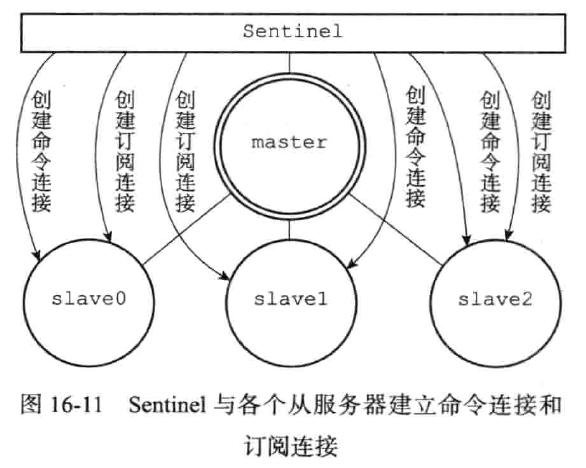 Sentinel
创建命令连接
创建订阅连接
创建订阅连接
master
创建命令连接
创建命令连接
创建订阅连接
slave0
slave1
slave2
图 16-11 Sentinel 与各个从服务器建立命令连接和
订阅连接